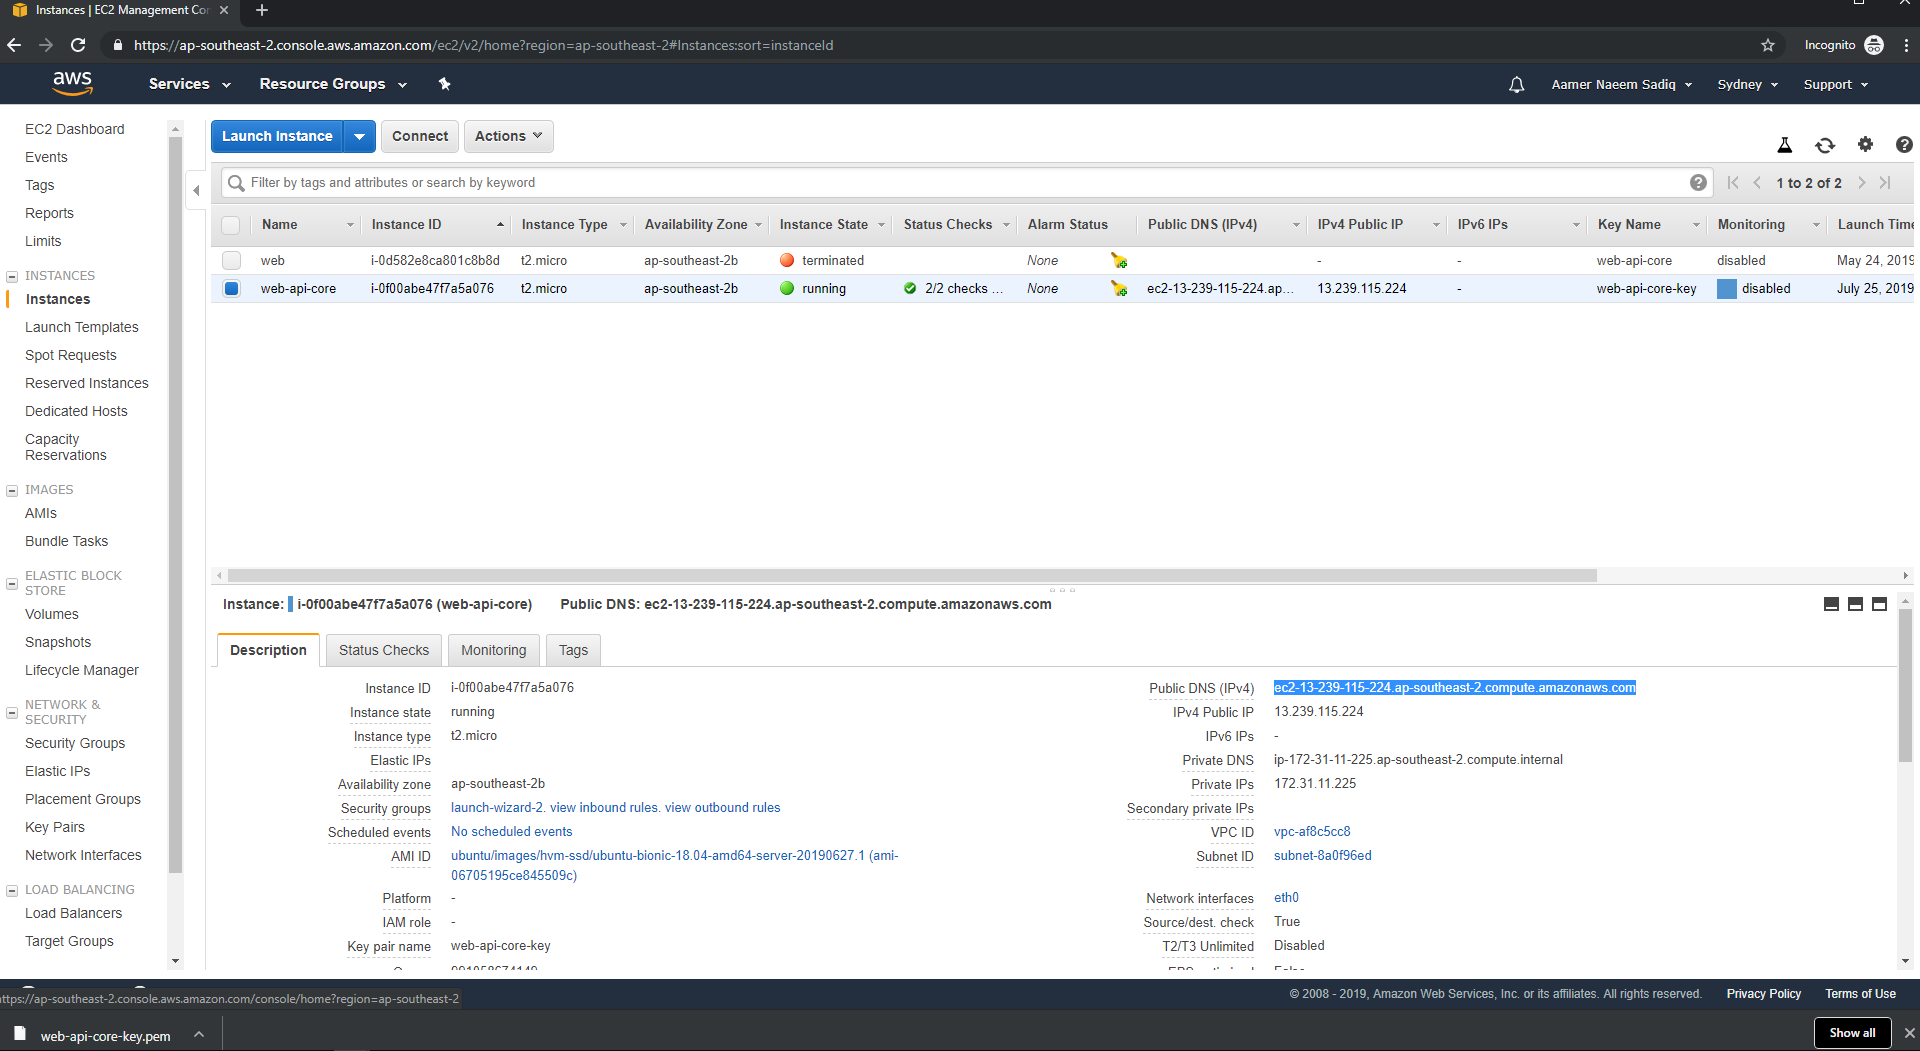 Instances | EC2 Management Co
https://ap-southeast-2.console.aws.amazon.com/ec2/v2/home?region=ap-southeast-2#Instances:sort=instanceId
Incognito
aws
Services
Resource Groups
Aamer Naeem Sadiq
Sydney
Support
EC2 Dashboard
Events
Tags
Reports
Limits
INSTANCES
Instances
Launch Templates
Spot Requests
Reserved Instances
Dedicated Hosts
Capacity
Reservations
IMAGES
AMIs
Bundle Tasks
ELASTIC BLOCK
STORE
Volumes
Snapshots
Lifecycle Manager
NETWORK &
SECURITY
Security Groups
Elastic IPs
Placement Groups
Key Pairs
Network Interfaces
LOAD BALANCING
Load Balancers
Target Groups
Launch Instance
Connect
Actions
Filter by tags and attributes or search by keyword
1 to 2 of 2
Name Instance ID Instance Type Availability Zone Instance State Status Checks Alarm Status Public DNS (IPv4) IPv4 Public IP IPv6 IPs Key Name Monitoring Launch Time
web i-0d582e8ca801c8b8d t2.micro ap-southeast-2b terminated None - - web-api-core disabled May 24, 2019
web-api-core i-0f00abe47f7a5a076 t2.micro ap-southeast-2b running 2/2 checks ... None ec2-13-239-115-224.ap... 13.239.115.224 - web-api-core-key disabled July 25, 2019
Instance: i-0f00abe47f7a5a076 (web-api-core) Public DNS: ec2-13-239-115-224.ap-southeast-2.compute.amazonaws.com
Description
Status Checks
Monitoring
Tags
Instance ID i-0f00abe47f7a5a076
Instance state running
Instance type t2.micro
Elastic IPs
Availability zone ap-southeast-2b
Security groups launch-wizard-2. view inbound rules. view outbound rules
Scheduled events No scheduled events
AMI ID ubuntu/images/hvm-ssd/ubuntu-bionic-18.04-amd64-server-20190627.1 (ami-
06705195ce845509c)
Platform -
IAM role -
Key pair name web-api-core-key
Public DNS (IPv4) ec2-13-239-115-224.ap-southeast-2.compute.amazonaws.com
IPv4 Public IP 13.239.115.224
IPv6 IPs -
Private DNS ip-172-31-11-225.ap-southeast-2.compute.internal
Private IPs 172.31.11.225
Secondary private IPs
VPC ID vpc-af8c5cc8
Subnet ID subnet-8a0f96ed
Network interfaces eth0
Source/dest. check True
T2/T3 Unlimited Disabled
ttps://ap-southeast-2.console.aws.amazon.com/console/home?region=ap-southeast-2
© 2008 - 2019, Amazon Web Services, Inc. or its affiliates. All rights reserved.
Privacy Policy
Terms of Use
web-api-core-key.pem
Show all